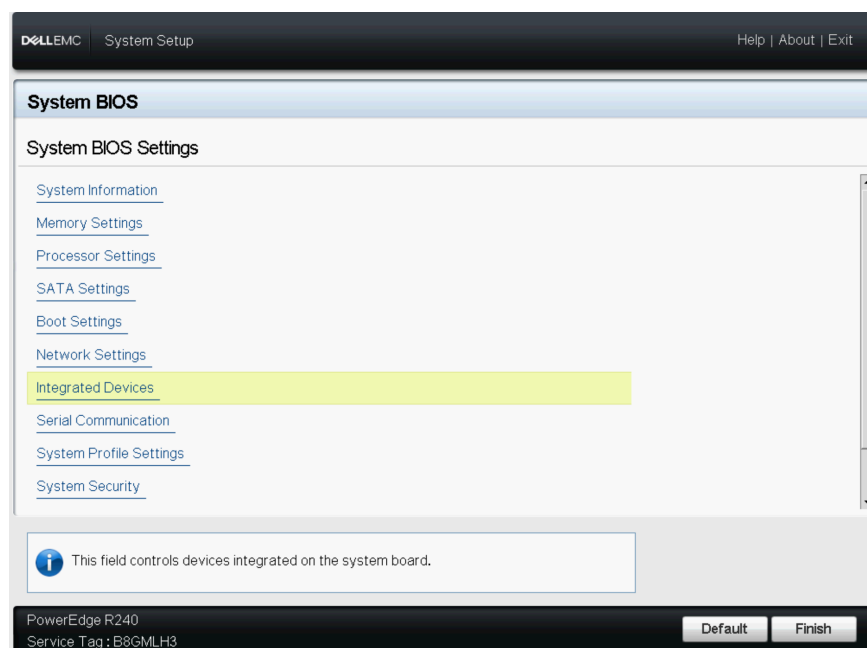 DELLEMC System Setup Help | About | Exit
System BIOS
System BIOS Settings
System Information
Memory Settings
Processor Settings
SATA Settings
Boot Settings
Network Settings
Integrated Devices
Serial Communication
System Profile Settings
System Security
This field controls devices integrated on the system board.
PowerEdge R240
Service Tag : B8GMLH3
Default Finish